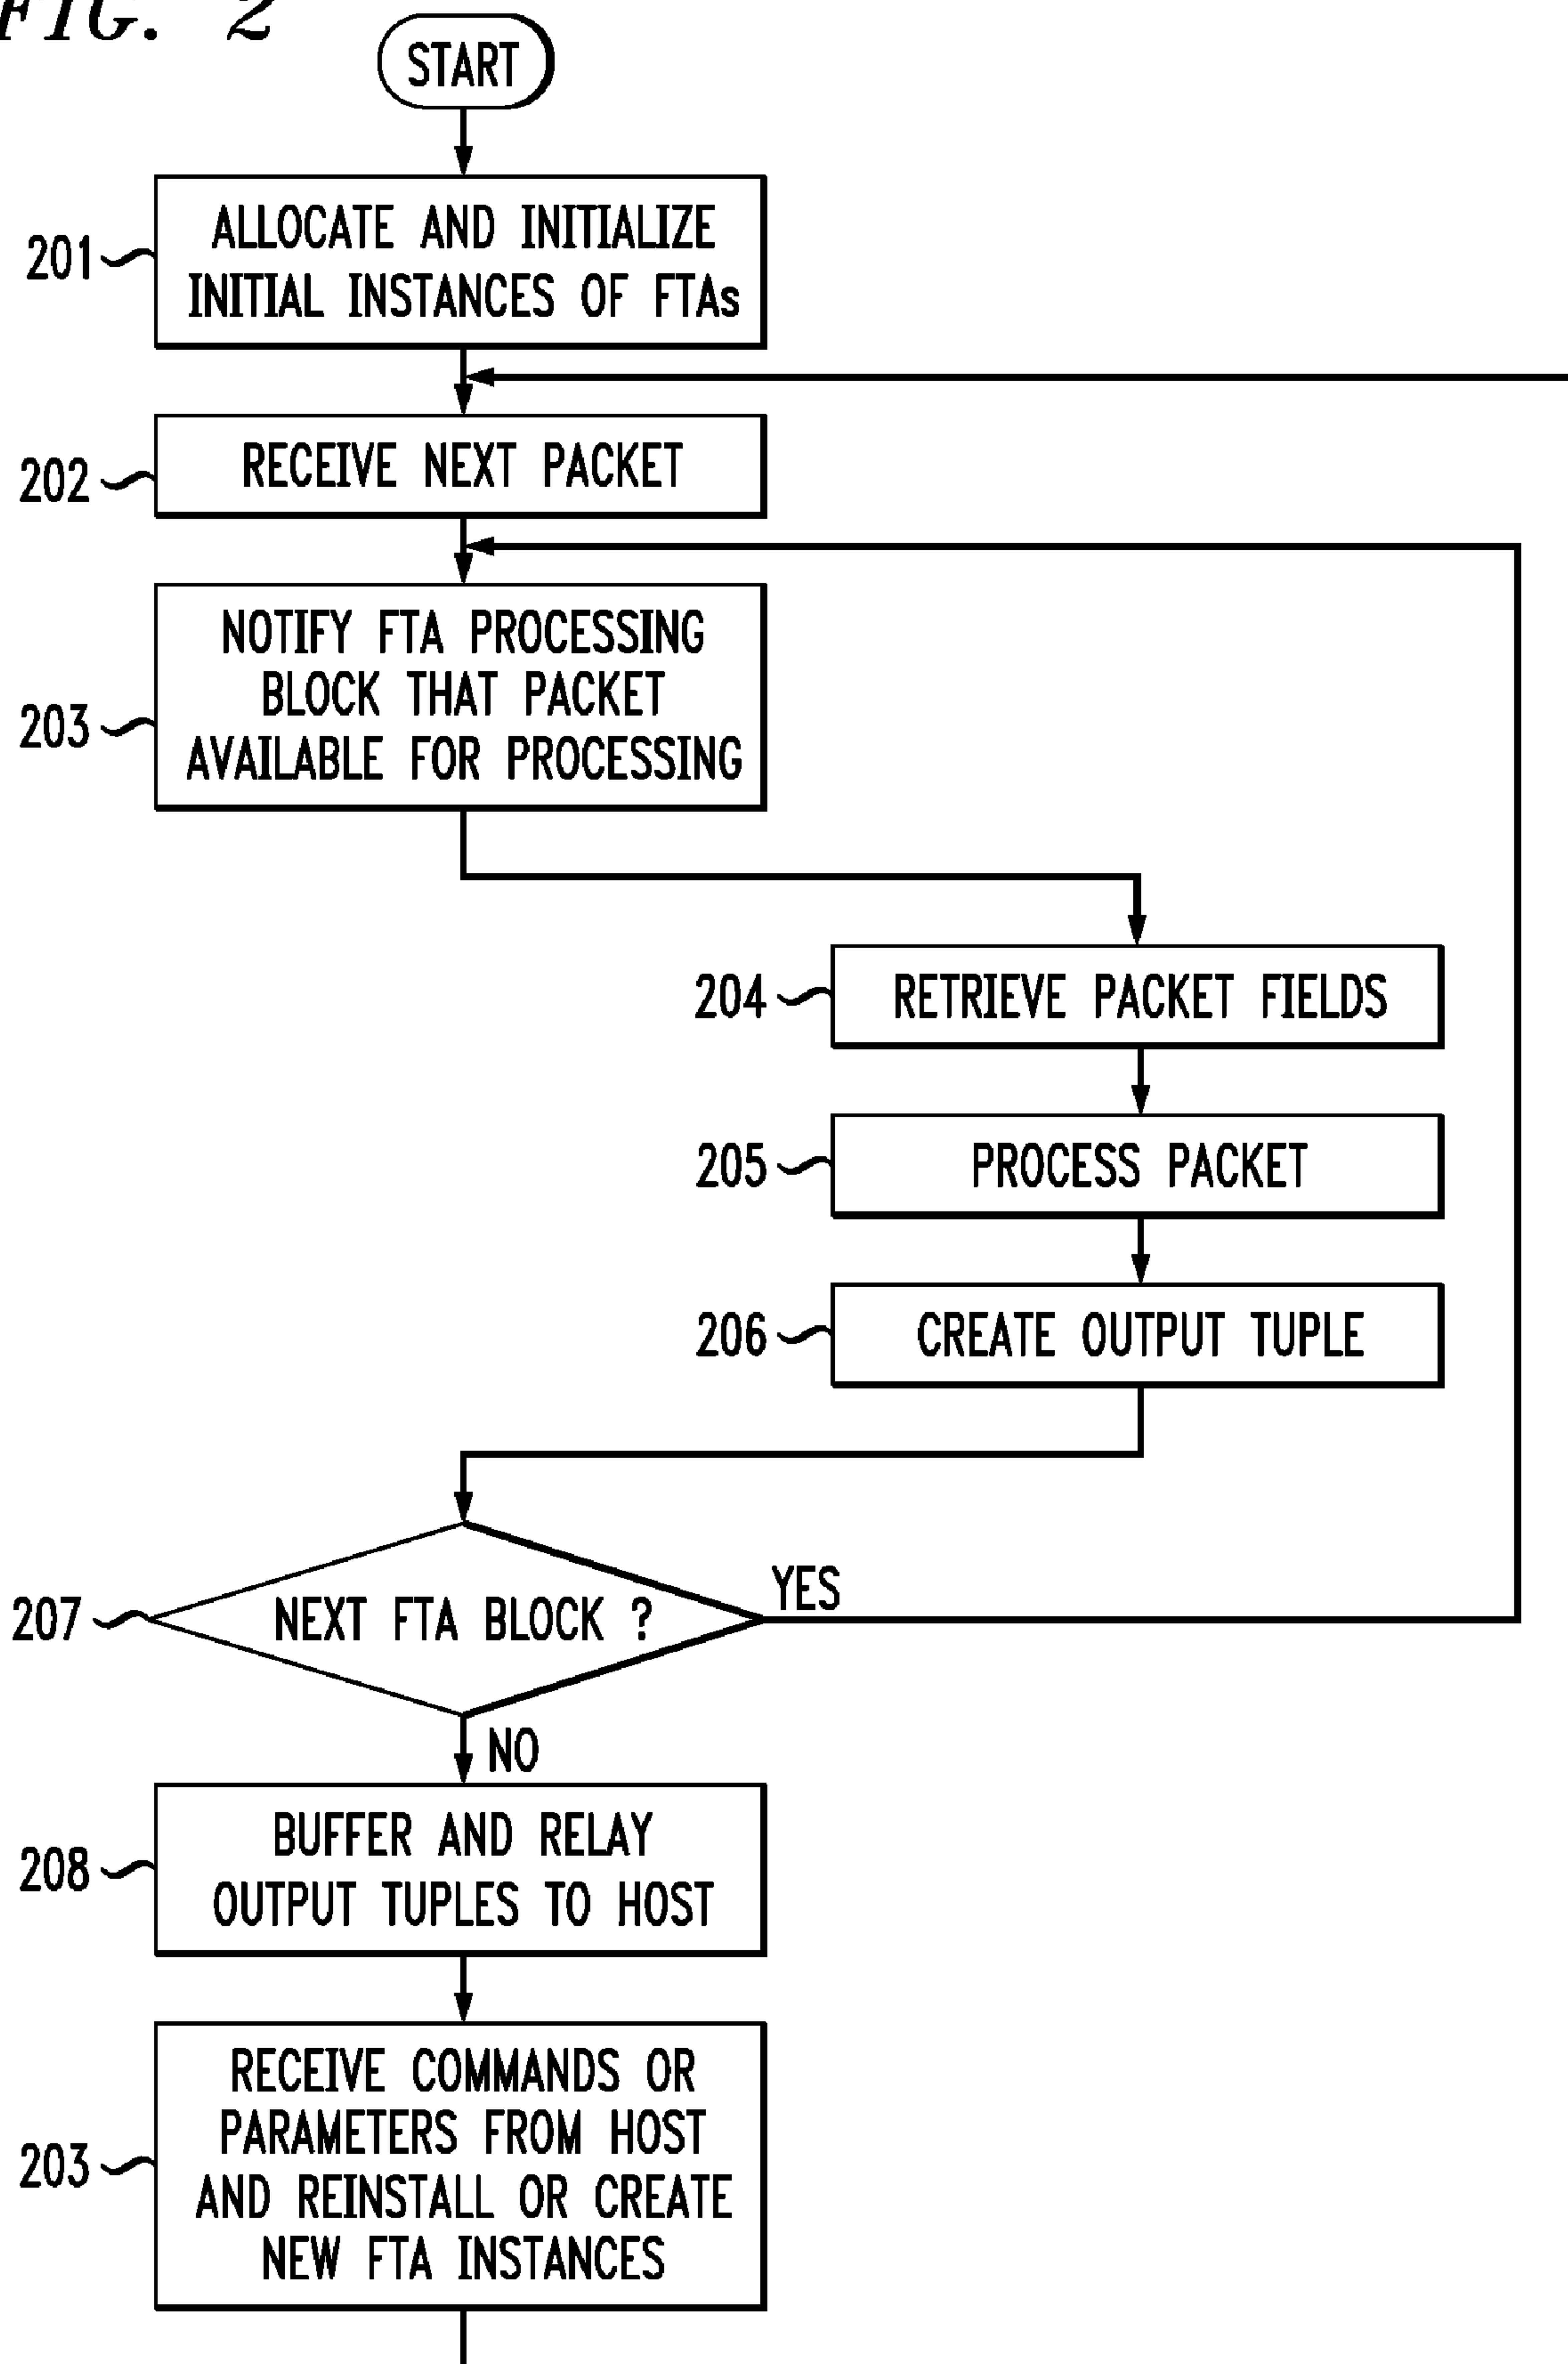 FIG. 2
START
201
ALLOCATE AND INITIALIZE
INITIAL INSTANCES OF FTAs
202
RECEIVE NEXT PACKET
203
NOTIFY FTA PROCESSING
BLOCK THAT PACKET
AVAILABLE FOR PROCESSING
204
RETRIEVE PACKET FIELDS
205
PROCESS PACKET
206
CREATE OUTPUT TUPLE
207
NEXT FTA BLOCK ?
YES
NO
208
BUFFER AND RELAY
OUTPUT TUPLES TO HOST
203
RECEIVE COMMANDS OR
PARAMETERS FROM HOST
AND REINSTALL OR CREATE
NEW FTA INSTANCES